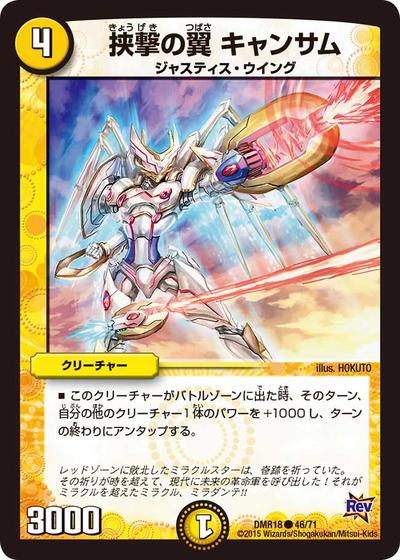 4
きょうげき つばさ
挟撃の翼 キャンサム
ジャスティス・ウイング
クリーチャー
illus. HOKUTO
■ このクリーチャーがバトルゾーンに出た時、そのターン、
自分の他のクリーチャー1体のパワーを+1000し、ターン
の終わりにアンタップする。
レッドゾーンに敗北したミラクルスターは、奇跡を祈っていた。
その祈りが時を超えて、現代に未来の革命軍を呼び出した!それが
ミラクルを超えたミラクル、ミラダンテ!!
3000
1
DMR18 ● 46/71
©2015 Wizards/Shogakukan/Mitsui-Kids
Rev